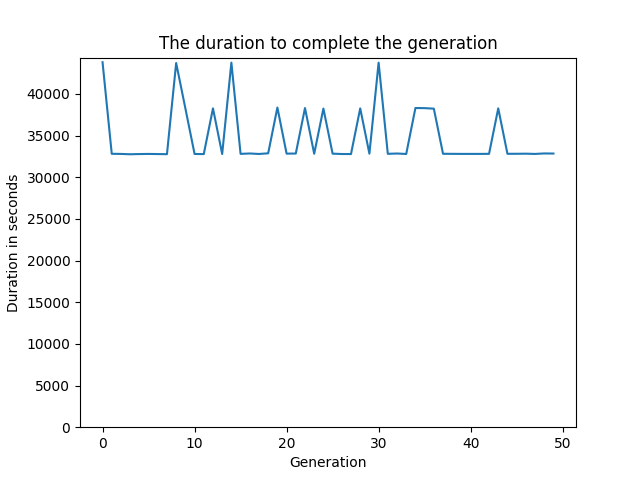 The duration to complete the generation
Duration in seconds
40000
35000
30000
25000
20000
15000
10000
5000
0
0 10 20 30 40 50
Generation